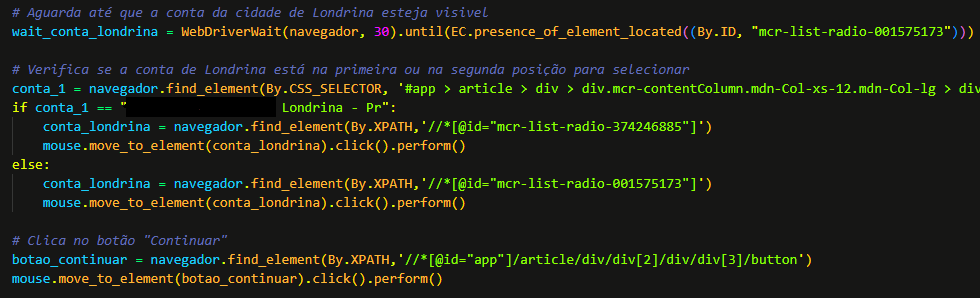 # Aguarda até que a conta da cidade de Londrina esteja visivel
wait_conta_londrina = WebDriverWait(navegador, 30).until(EC.presence_of_element_located((By.ID, "mcr-list-radio-001575173")))
# Verifica se a conta de Londrina está na primeira ou na segunda posição para selecionar
conta_1 = navegador.find_element(By.CSS_SELECTOR, '#app > article > div > div.mcr-contentColumn.mdn-Col-xs-12.mdn-Col-lg > div
if conta_1 == " Londrina - Pr":
conta_londrina = navegador.find_element(By.XPATH,'//*[@id="mcr-list-radio-374246885"]')
mouse.move_to_element(conta_londrina).click().perform()
else:
conta_londrina = navegador.find_element(By.XPATH,'//*[@id="mcr-list-radio-001575173"]')
mouse.move_to_element(conta_londrina).click().perform()
# Clica no botão "Continuar"
botao_continuar = navegador.find_element(By.XPATH,'//*[@id="app"]/article/div/div[2]/div/div[3]/button')
mouse.move_to_element(botao_continuar).click().perform()